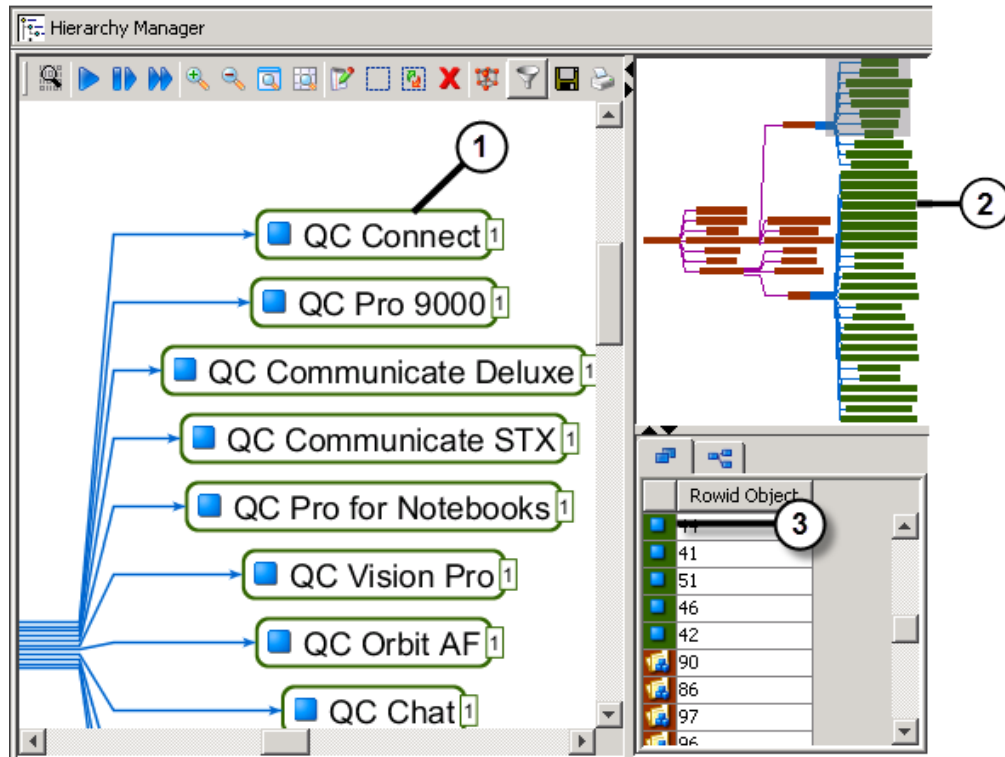 Hierarchy Manager
1
QC Connect 1
QC Pro 9000 1
QC Communicate Deluxe 1
QC Communicate STX 1
QC Pro for Notebooks 1
QC Vision Pro 1
QC Orbit AF 1
QC Chat 1
2
Rowid Object
44
3
41
51
46
42
90
86
97
96